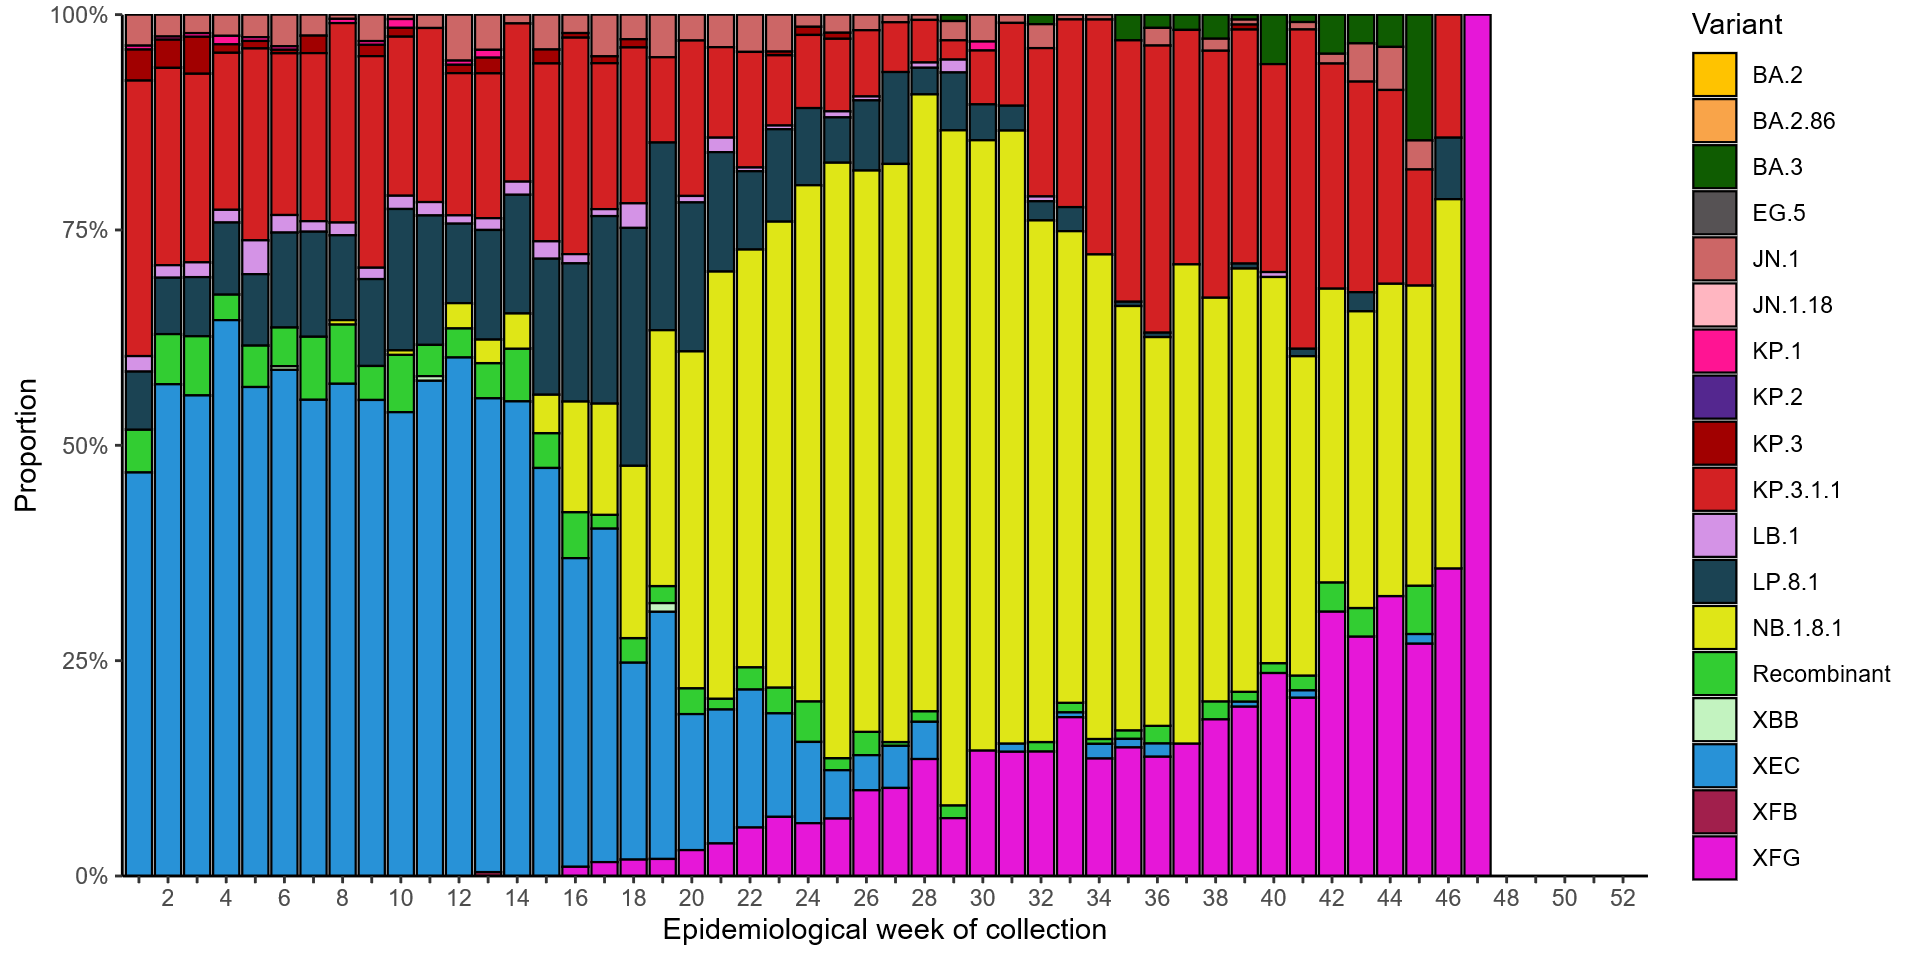 100%
75%
50%
25%
0%
Proportion
2 4 6 8 10 12 14 16 18 20 22 24 26 28 30 32 34 36 38 40 42 44 46 48 50 52
Epidemiological week of collection
Variant
BA.2
BA.2.86
BA.3
EG.5
JN.1
JN.1.18
KP.1
KP.2
KP.3
KP.3.1.1
LB.1
LP.8.1
NB.1.8.1
Recombinant
XBB
XEC
XFB
XFG